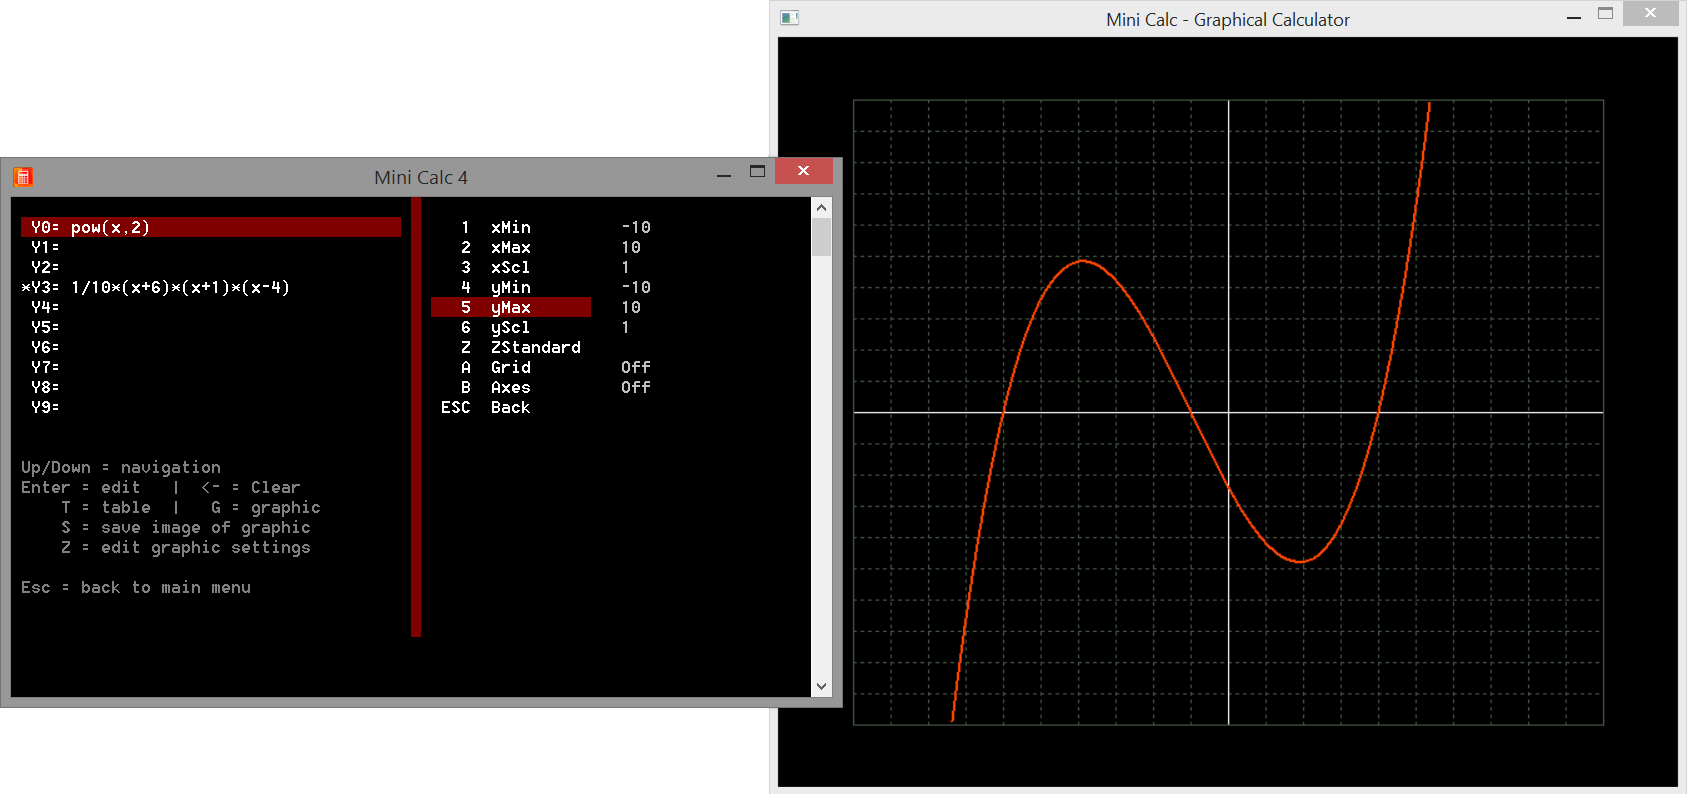 Mini Calc - Graphical Calculator
Mini Calc 4
Y0= pow(x,2)
Y1=
Y2=
*Y3= 1/10*(x+6)*(x+1)*(x-4)
Y4=
Y5=
Y6=
Y7=
Y8=
Y9=
Up/Down = navigation
Enter = edit | <- = Clear
T = table | G = graphic
S = save image of graphic
Z = edit graphic settings
Esc = back to main menu
1 xMin -10
2 xMax 10
3 xScl 1
4 yMin -10
5 yMax 10
6 yScl 1
Z ZStandard
A Grid Off
B Axes Off
ESC Back